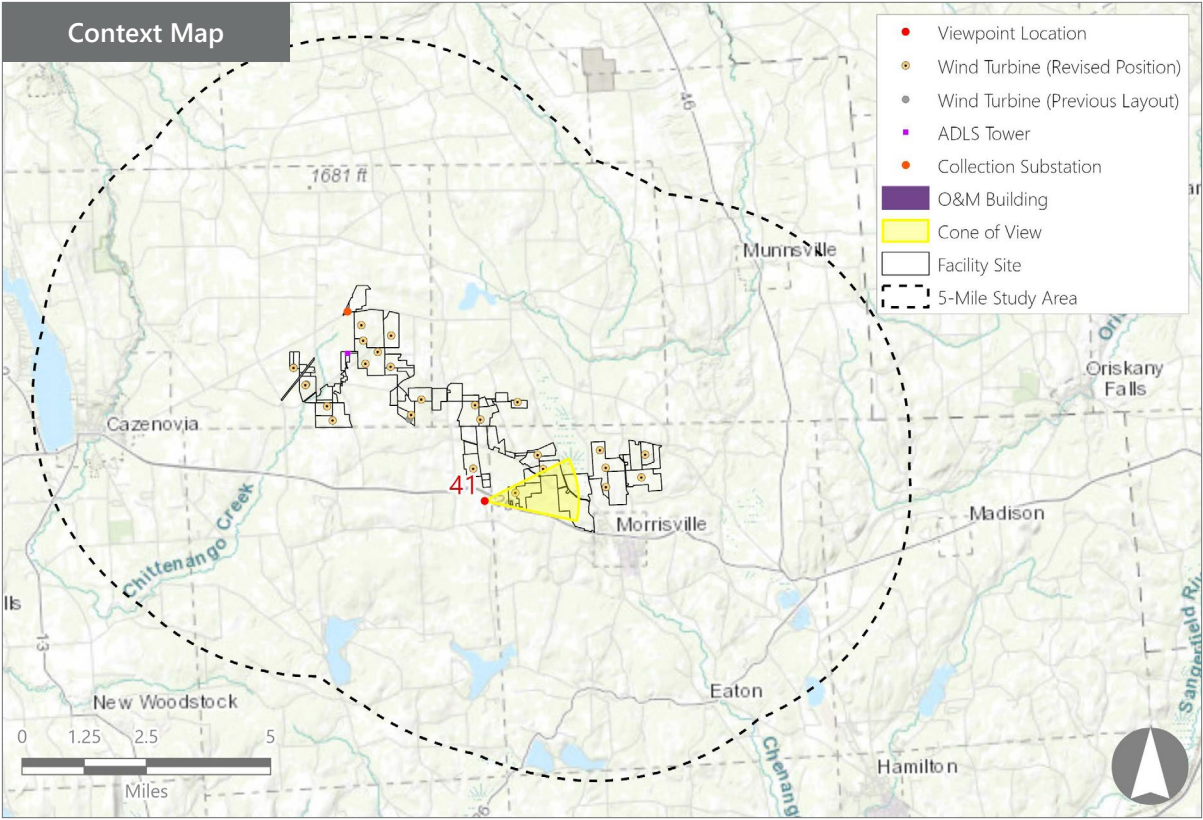 Context Map
Viewpoint Location
Wind Turbine (Revised Position)
Wind Turbine (Previous Layout)
ADLS Tower
Collection Substation
O&M Building
Cone of View
Facility Site
5-Mile Study Area
46
1681 ft
Munnsville
Oriskany
Falls
Cazenovia
41
Morrisville
Madison
Chittenango Creek
13
New Woodstock
Eaton
Hamilton
0 1.25 2.5 5
Miles